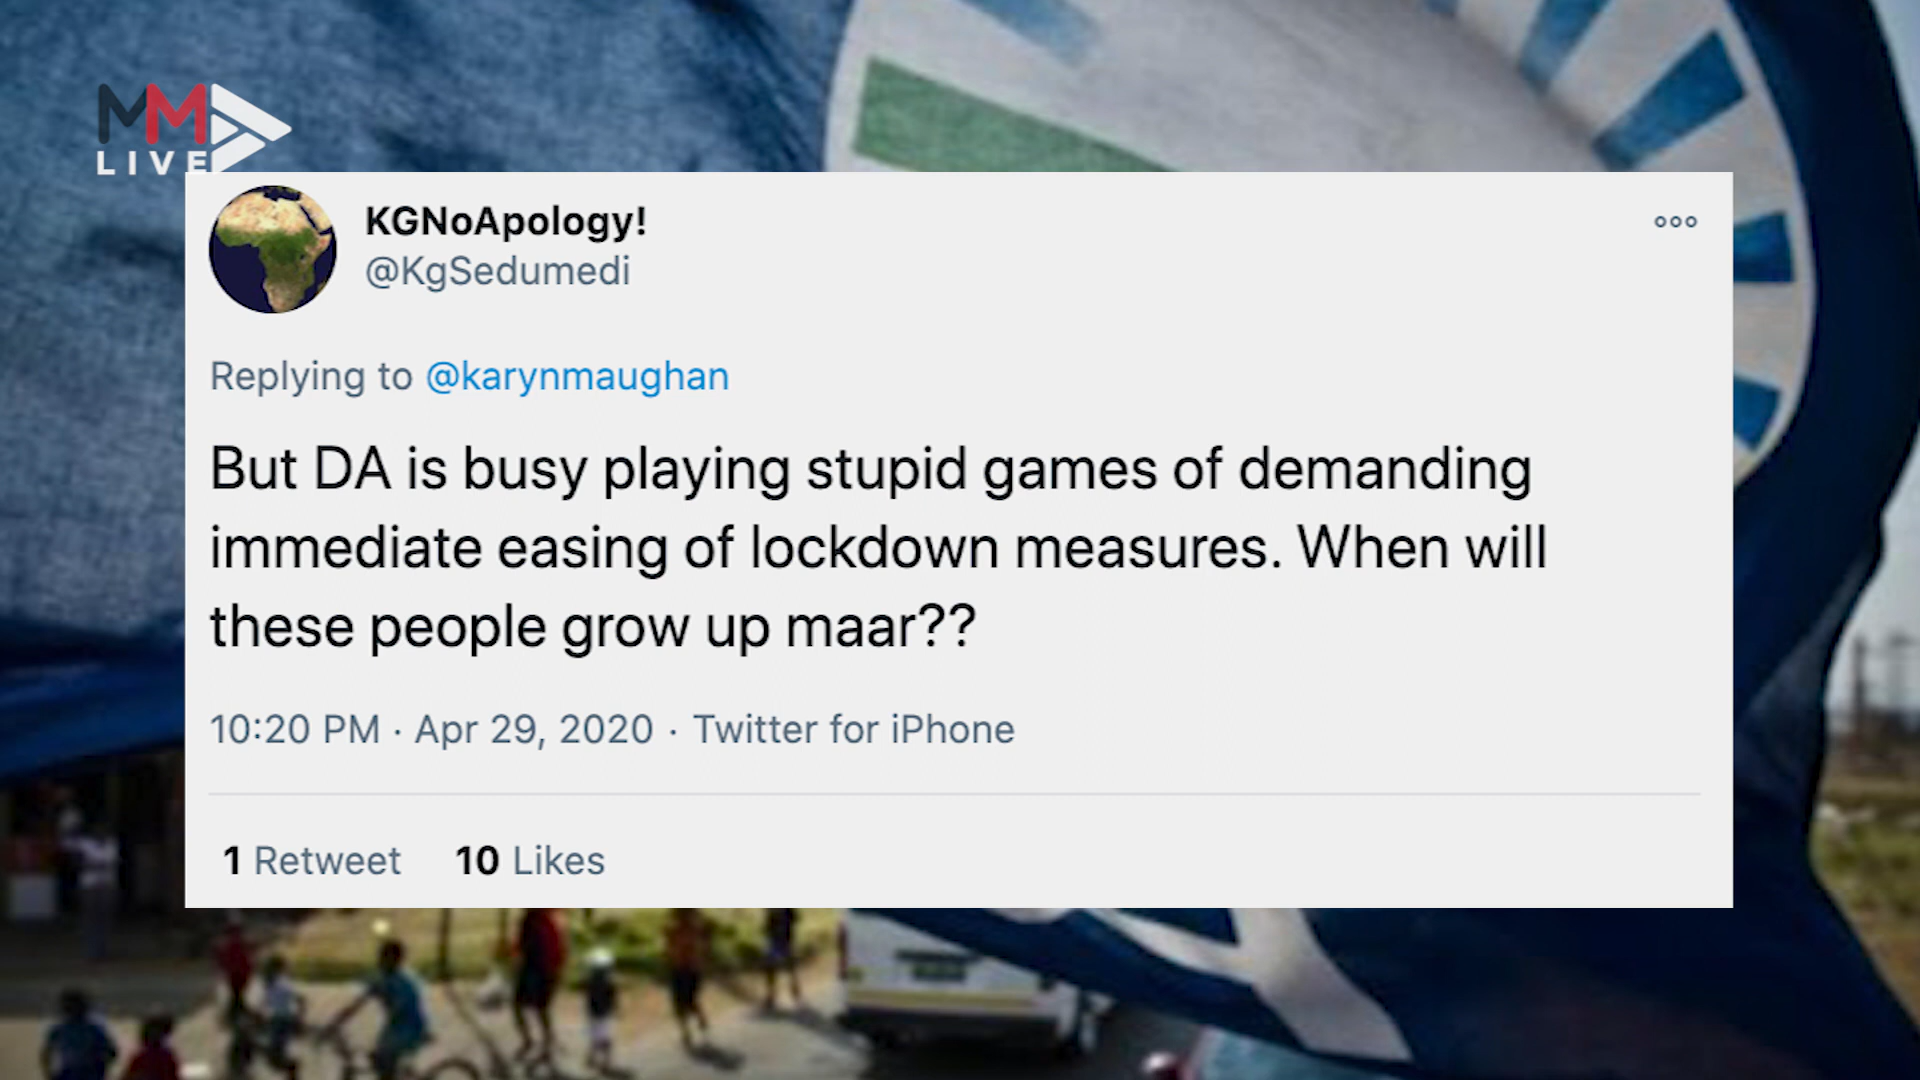 MM
LIVE
KGNoApology!
@KgSedumedi
Replying to @karynmaughan
But DA is busy playing stupid games of demanding
immediate easing of lockdown measures. When will
these people grow up maar??
10:20 PM · Apr 29, 2020 · Twitter for iPhone
1 Retweet 10 Likes